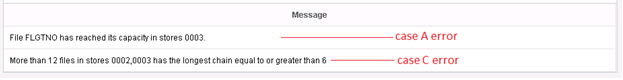 Message
File FLGTNO has reached its capacity in stores 0003. case A error
More than 12 files in stores 0002,0003 has the longest chain equal to or greater than 6 case C error